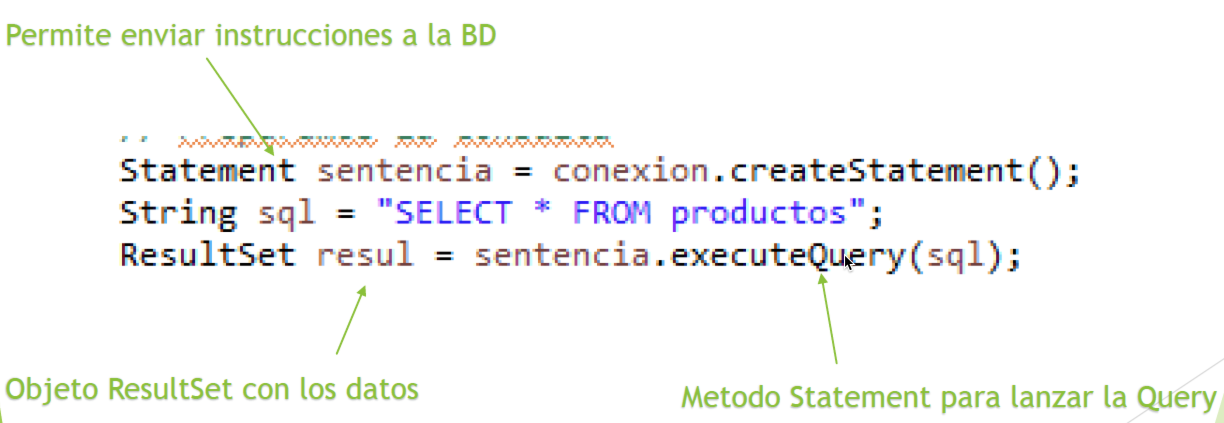 Permite enviar instrucciones a la BD
Statement sentencia = conexion.createStatement();
String sql = "SELECT * FROM productos";
ResultSet resul = sentencia.executeQuery(sql);
Objeto ResultSet con los datos
Metodo Statement para lanzar la Query